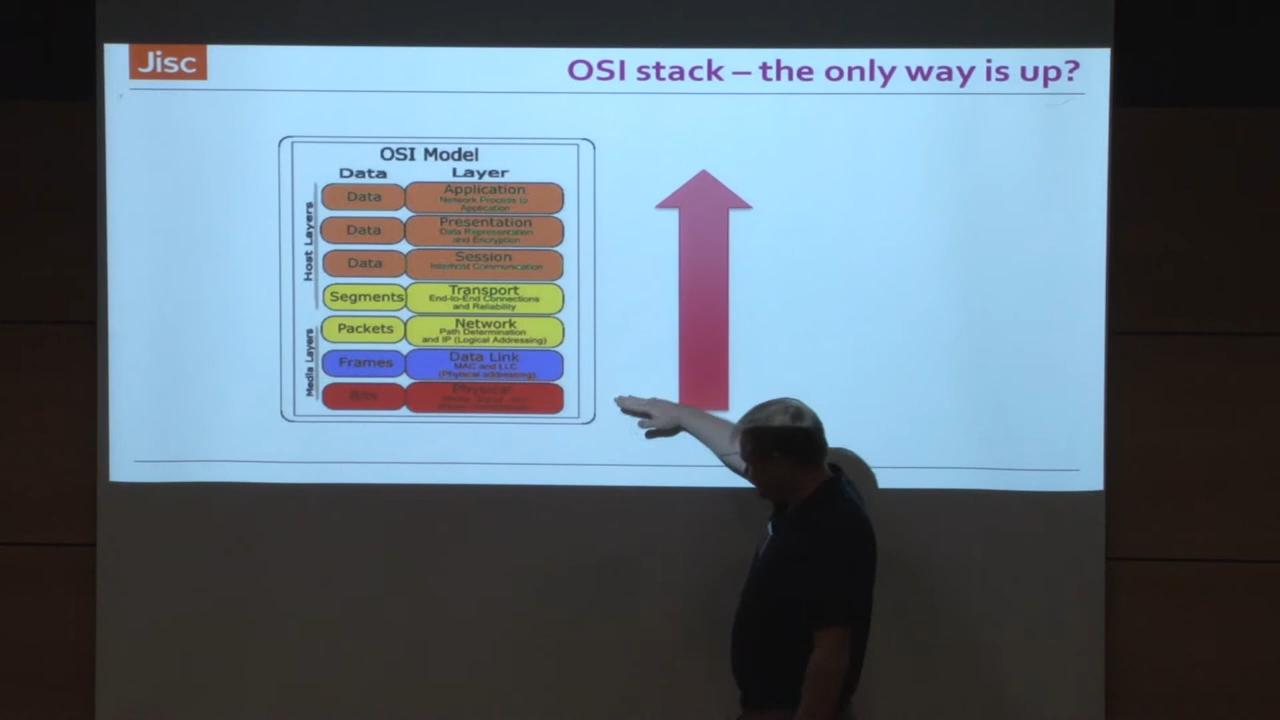 Jisc
OSI stack – the only way is up?
OSI Model
Data Layer
Host Layers
Data Application
Network Process to
Application
Data Presentation
Data Representation
and Encryption
Data Session
Interhost Communication
Segments Transport
End-to-End Connections
and Reliability
Media Layers
Packets Network
Path Determination
and IP (Logical Addressing)
Frames Data Link
MAC and LLC
(Physical addressing)
Bits Physical